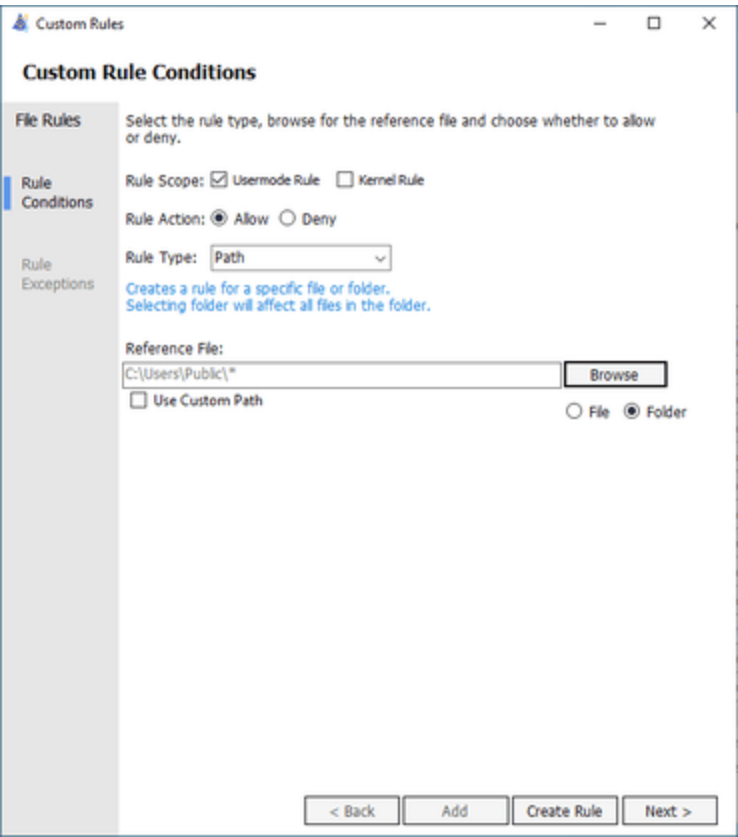 Custom Rules
Custom Rule Conditions
File Rules
Select the rule type, browse for the reference file and choose whether to allow
or deny.
Rule
Conditions
Rule Scope: Usermode Rule Kernel Rule
Rule Action: Allow Deny
Rule Type: Path
Rule
Exceptions
Creates a rule for a specific file or folder.
Selecting folder will affect all files in the folder.
Reference File:
C:\Users\Public\*
Browse
Use Custom Path
File Folder
< Back Add Create Rule Next >